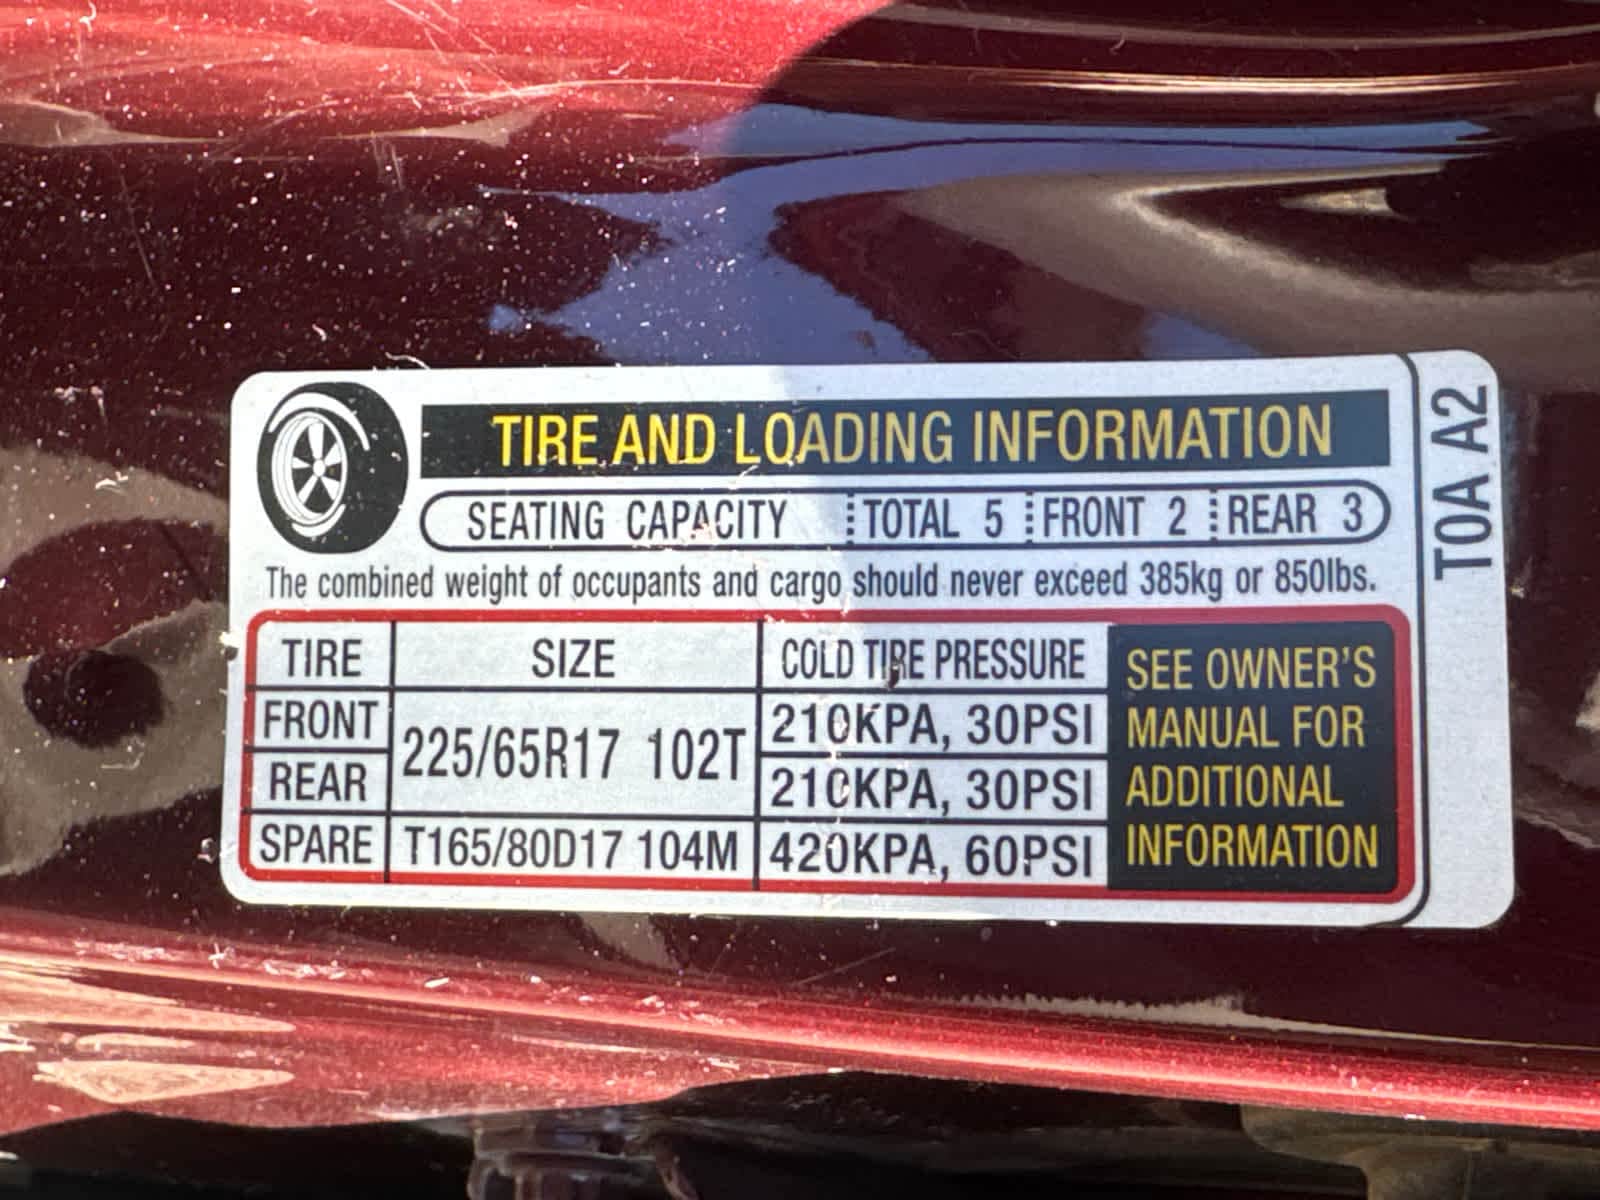 TIRE AND LOADING INFORMATION
SEATING CAPACITY TOTAL 5 FRONT 2 REAR 3
The combined weight of occupants and cargo should never exceed 385kg or 850lbs.
TIRE SIZE COLD TIRE PRESSURE
FRONT 225/65R17 102T 210KPA, 30PSI
REAR 210KPA, 30PSI
SPARE T165/80D17 104M 420KPA, 60PSI
SEE OWNER'S
MANUAL FOR
ADDITIONAL
INFORMATION
T0A A2